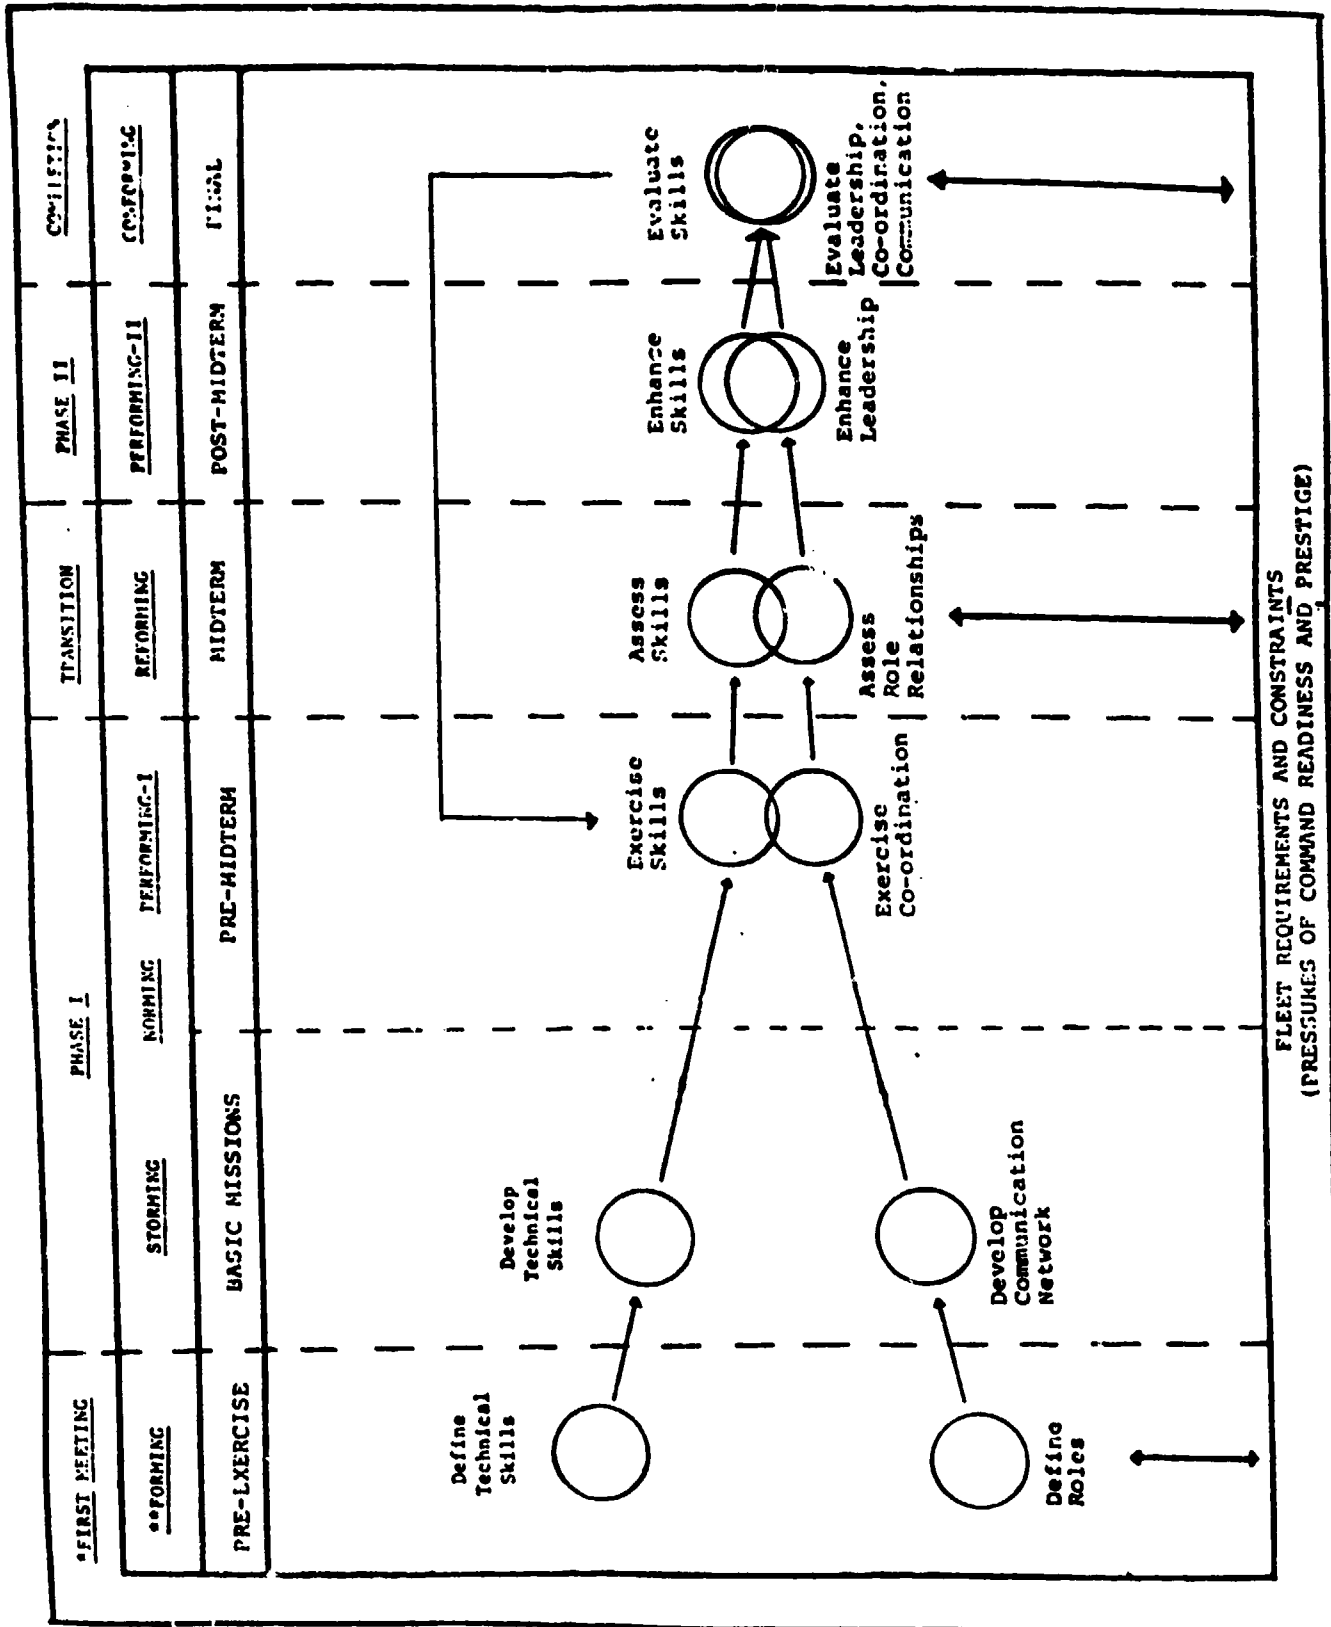 *FIRST MEETING
PHASE I
TRANSITION
PHASE II
COMPLETION
**FORMING
STORMING
NORMING
PERFORMING-I
REFORMING
PERFORMING-II
CONFORMING
PRE-EXERCISE
BASIC MISSIONS
PRE-MIDTERM
MIDTERM
POST-MIDTERM
FINAL
Define
Technical
Skills
Develop
Technical
Skills
Exercise
Skills
Assess
Skills
Enhance
Skills
Evaluate
Skills
Define
Roles
Develop
Communication
Network
Exercise
Co-ordination
Assess
Role
Relationships
Enhance
Leadership
Evaluate
Leadership,
Co-ordination,
Communication
FLEET REQUIREMENTS AND CONSTRAINTS
(PRESSURES OF COMMAND READINESS AND PRESTIGE)